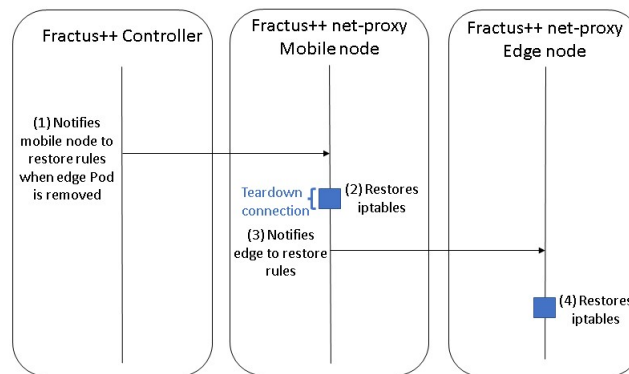 Fractus++ Controller
Fractus++ net-proxy
Mobile node
Fractus++ net-proxy
Edge node
(1) Notifies
mobile node to
restore rules
when edge Pod
is removed
Teardown
connection
(2) Restores
iptables
(3) Notifies
edge to restore
rules
(4) Restores
iptables